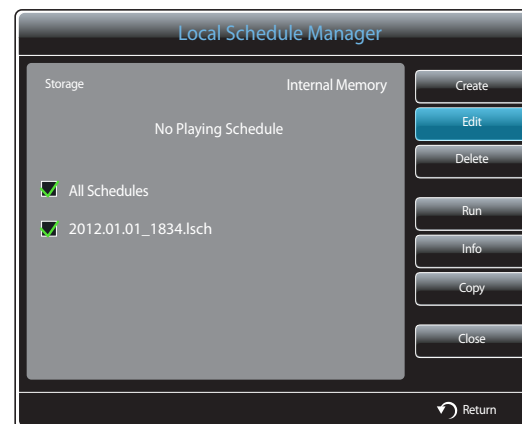 Local Schedule Manager
Storage Internal Memory
No Playing Schedule
All Schedules
2012.01.01_1834.lsch
Create
Edit
Delete
Run
Info
Copy
Close
Return